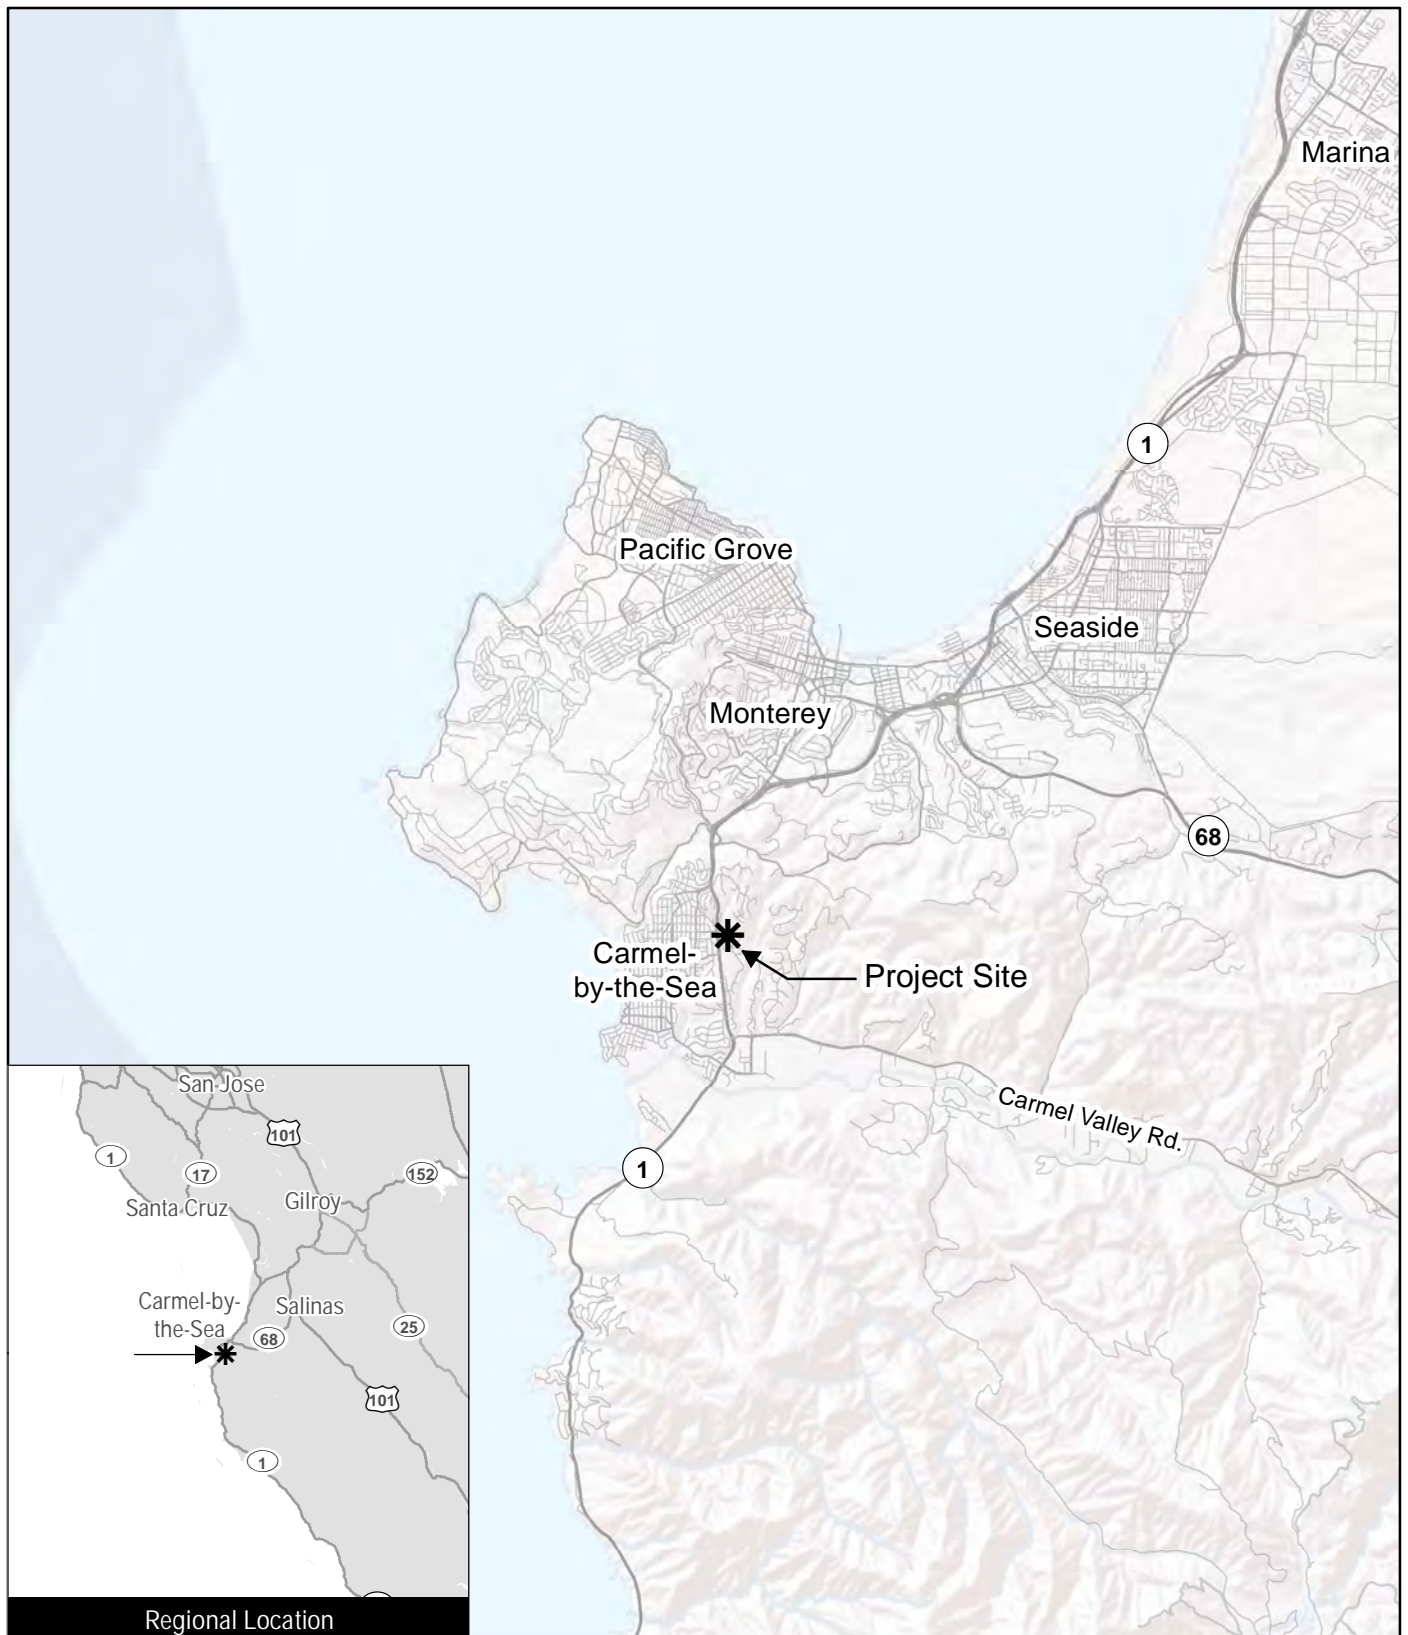 Marina
1
Pacific Grove
Seaside
Monterey
68
Carmel-
by-the-Sea
Project Site
Carmel Valley Rd.
1
San Jose
101
1
17
152
Santa Cruz
Gilroy
Carmel-by-
the-Sea
Salinas
68
25
101
1
Regional Location